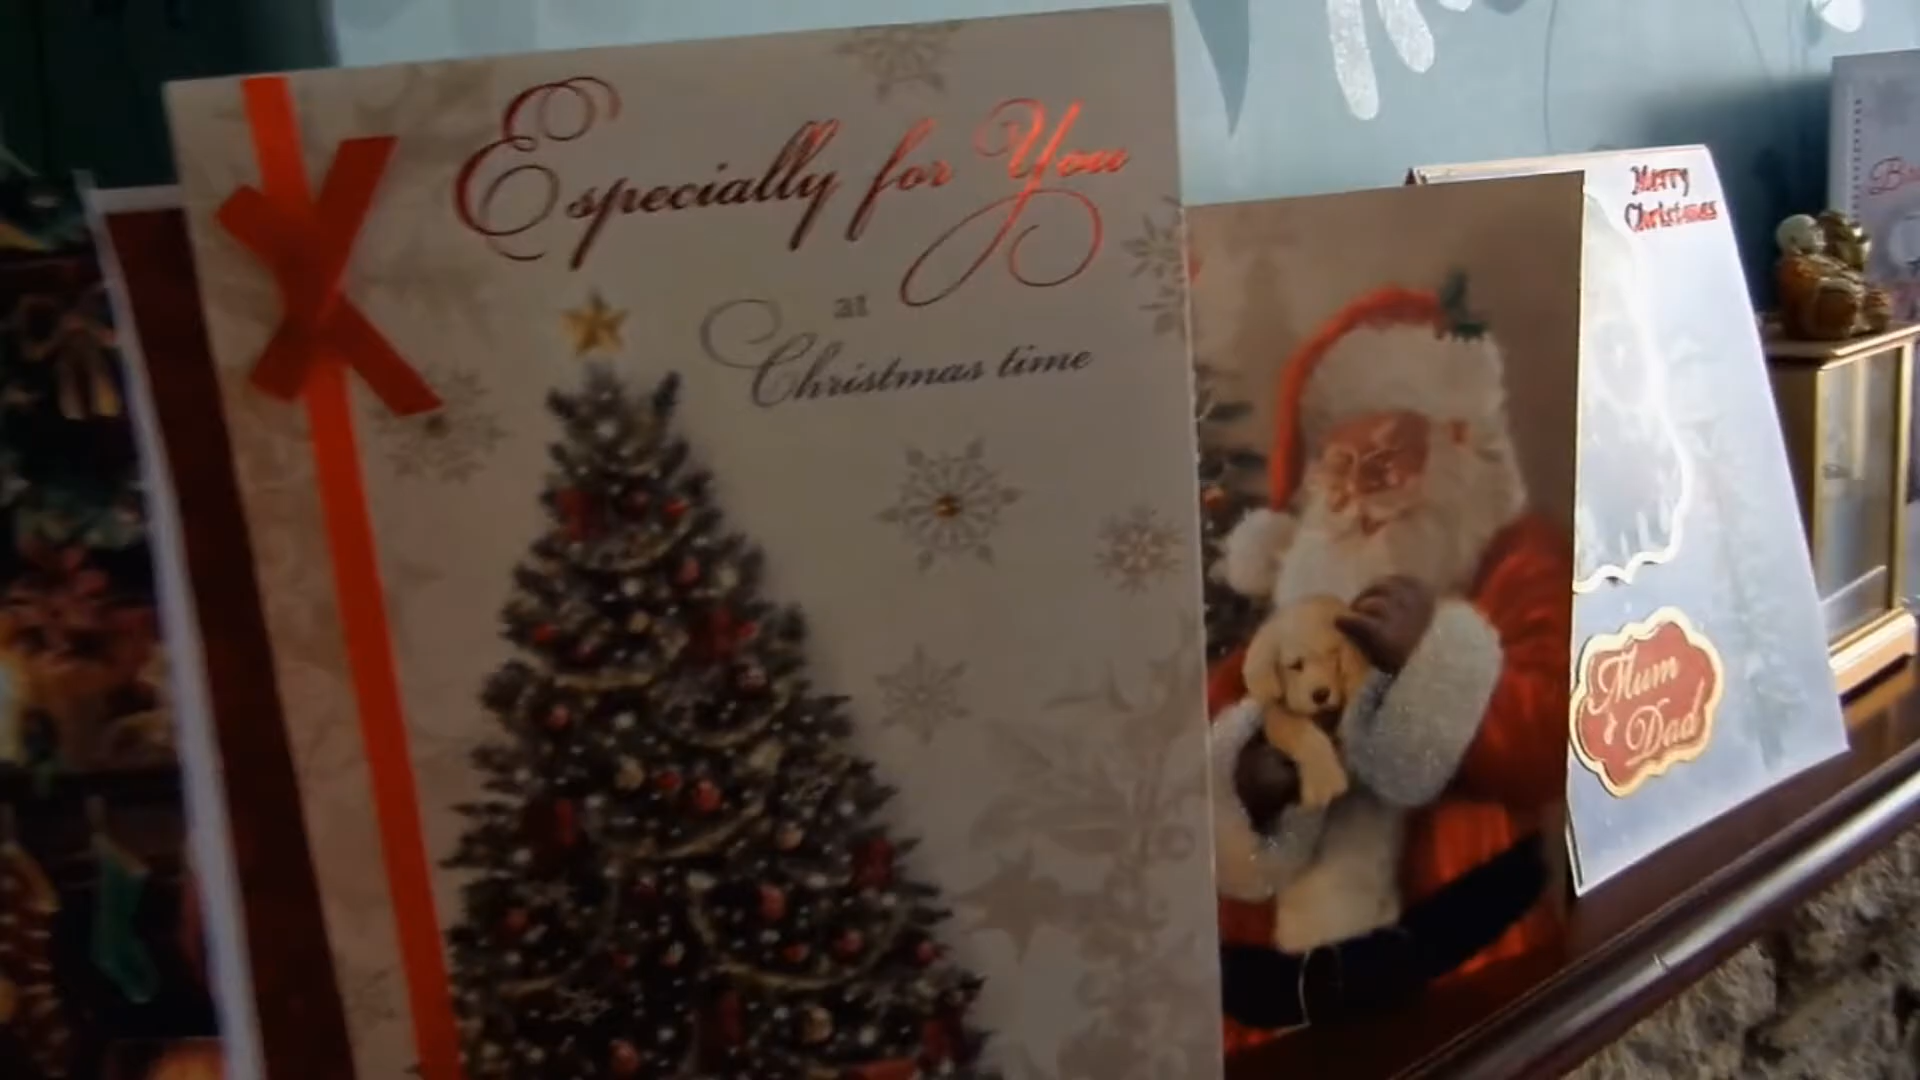 Especially for You
at
Christmas time
Merry
Christmas
Mum
& Dad